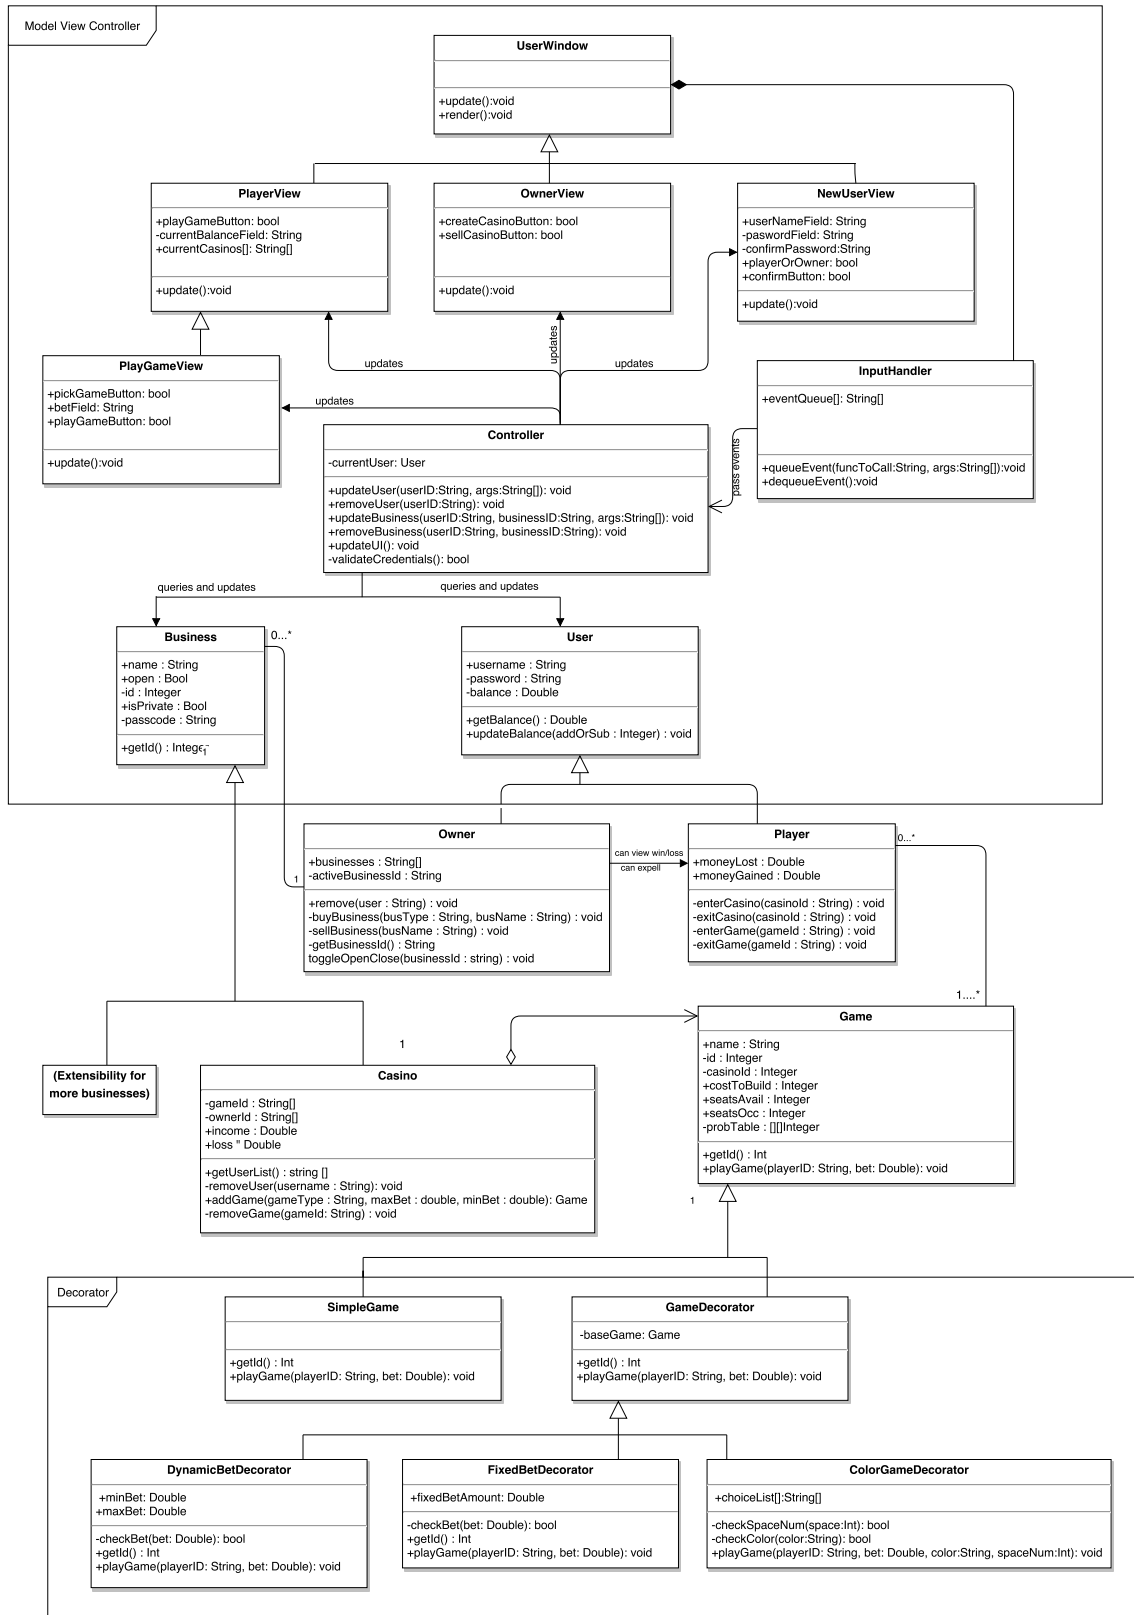 Model View Controller
UserWindow
+update():void
+render():void
PlayerView
+playGameButton: bool
-currentBalanceField: String
+currentCasinos[]: String[]
+update():void
OwnerView
+createCasinoButton: bool
+sellCasinoButton: bool
+update():void
NewUserView
+userNameField: String
-paswordField: String
-confirmPassword:String
+playerOrOwner: bool
+confirmButton: bool
+update():void
updates
updates
updates
updates
PlayGameView
+pickGameButton: bool
+betField: String
+playGameButton: bool
+update():void
InputHandler
+eventQueue[]: String[]
+queueEvent(funcToCall:String, args:String[]):void
+dequeueEvent():void
pass events
Controller
-currentUser: User
+updateUser(userID:String, args:String[]): void
+removeUser(userID:String): void
+updateBusiness(userID:String, businessID:String, args:String[]): void
+removeBusiness(userID:String, businessID:String): void
+updateUI(): void
-validateCredentials(): bool
queries and updates
queries and updates
Business
+name : String
+open : Bool
-id : Integer
+isPrivate : Bool
-passcode : String
+getId() :
0...*
User
+username : String
-password : String
-balance : Double
+getBalance() : Double
+updateBalance(addOrSub : Integer) : void
1
Owner
+businesses : String[]
-activeBusinessId : String
+remove(user : String) : void
-buyBusiness(busType : String, busName : String) : void
-sellBusiness(busName : String) : void
-getBusinessId() : String
toggleOpenClose(businessId : string) : void
can view win/loss
can expell
Player
+moneyLost : Double
+moneyGained : Double
-enterCasino(casinoId : String) : void
-exitCasino(casinoId : String) : void
-enterGame(gameId : String) : void
-exitGame(gameId : String) : void
0...*
1....*
(Extensibility for
more businesses)
1
Casino
-gameId : String[]
-ownerId : String[]
+income : Double
+loss " Double
+getUserList() : string []
-removeUser(username : String): void
+addGame(gameType : String, maxBet : double, minBet : double): Game
-removeGame(gameId: String) : void
Game
+name : String
-id : Integer
-casinoId : Integer
+costToBuild : Integer
+seatsAvail : Integer
+seatsOcc : Integer
-probTable : [][]Integer
+getId() : Int
+playGame(playerID: String, bet: Double): void
1
Decorator
SimpleGame
+getId() : Int
+playGame(playerID: String, bet: Double): void
GameDecorator
-baseGame: Game
+getId() : Int
+playGame(playerID: String, bet: Double): void
DynamicBetDecorator
+minBet: Double
+maxBet: Double
-checkBet(bet: Double): bool
+getId() : Int
+playGame(playerID: String, bet: Double): void
FixedBetDecorator
+fixedBetAmount: Double
-checkBet(bet: Double): bool
+getId() : Int
+playGame(playerID: String, bet: Double): void
ColorGameDecorator
+choiceList[]:String[]
-checkSpaceNum(space:Int): bool
-checkColor(color:String): bool
+playGame(playerID: String, bet: Double, color:String, spaceNum:Int): void